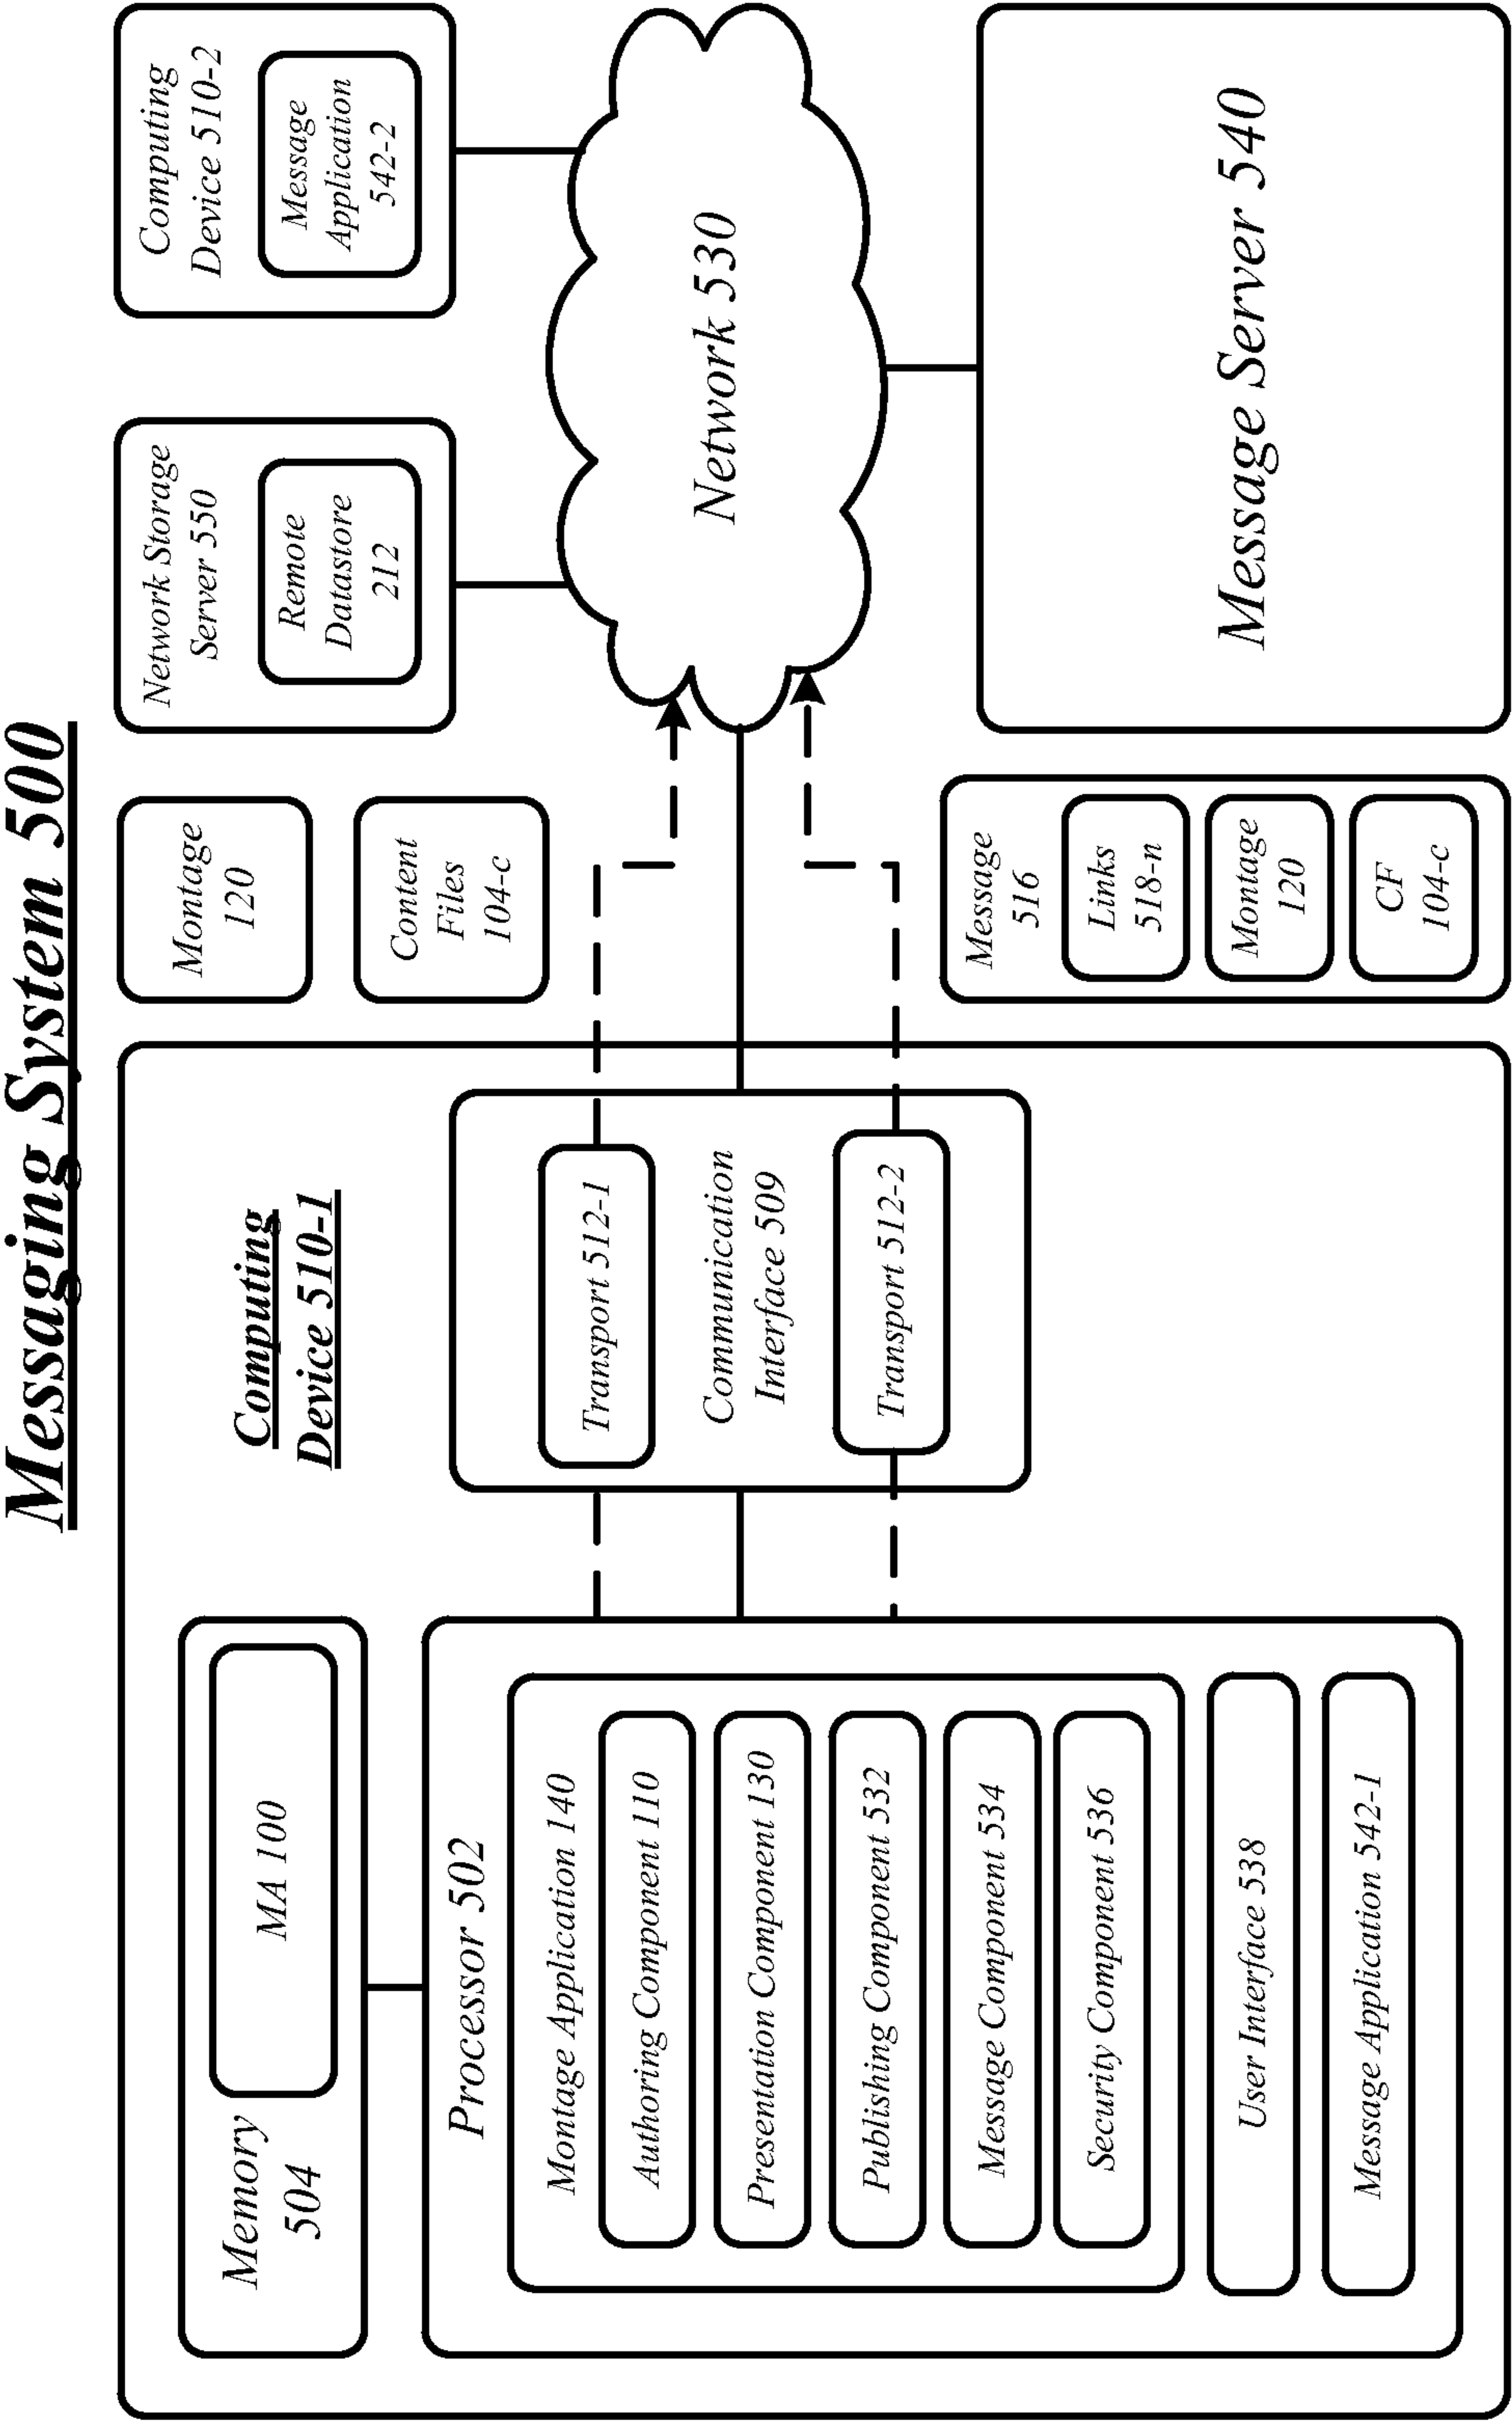 Messaging System 500
Computing
Device 510-1
Memory
504
MA 100
Processor 502
Montage Application 140
Authoring Component 110
Presentation Component 130
Publishing Component 532
Message Component 534
Security Component 536
User Interface 538
Message Application 542-1
Transport 512-1
Communication
Interface 509
Transport 512-2
Montage
120
Content
Files
104-c
Message
516
Links
518-n
Montage
120
CF
104-c
Network Storage
Server 550
Remote
Datastore
212
Computing
Device 510-2
Message
Application
542-2
Network 530
Message Server 540